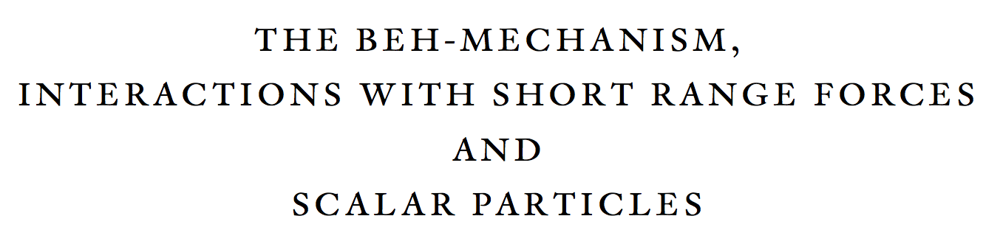 THE BEH-MECHANISM,
INTERACTIONS WITH SHORT RANGE FORCES
AND
SCALAR PARTICLES